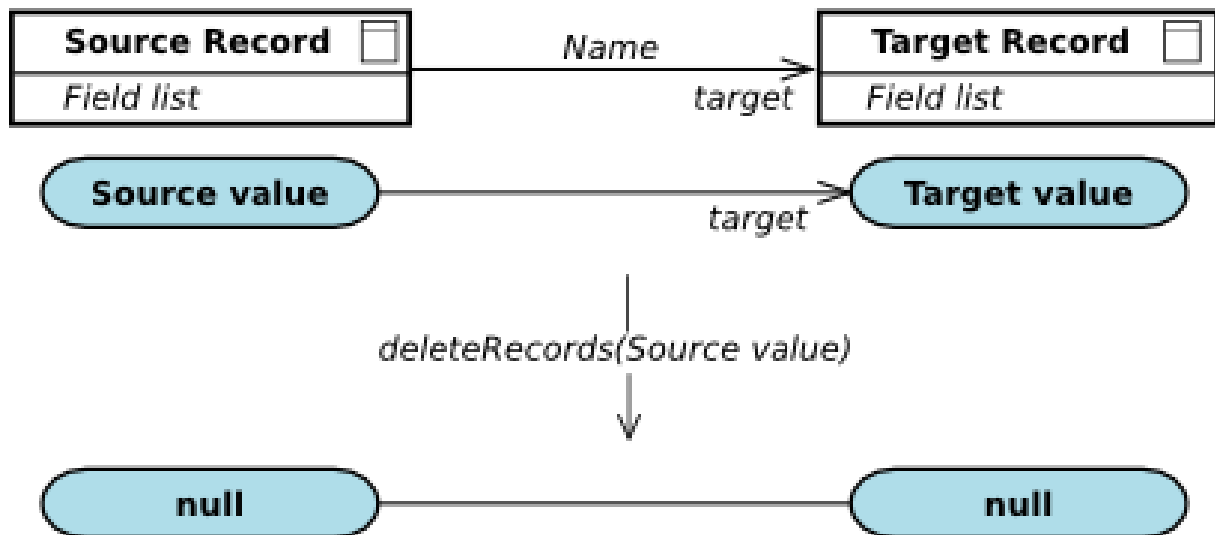 Source Record
Name
Target Record
Field list
target
Field list
Source value
target
Target value
deleteRecords(Source value)
null
null